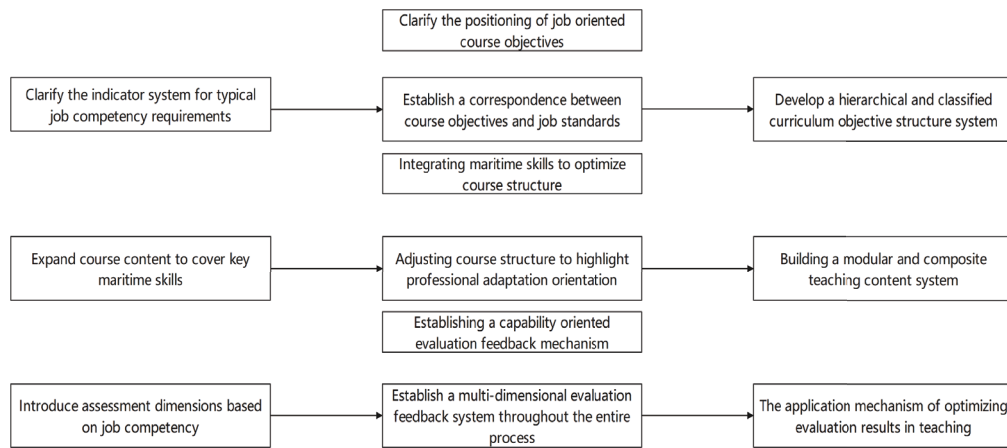 Clarify the positioning of job oriented
course objectives
Clarify the indicator system for typical
job competency requirements
Establish a correspondence between
course objectives and job standards
Develop a hierarchical and classified
curriculum objective structure system
Integrating maritime skills to optimize
course structure
Expand course content to cover key
maritime skills
Adjusting course structure to highlight
professional adaptation orientation
Building a modular and composite
teaching content system
Establishing a capability oriented
evaluation feedback mechanism
Introduce assessment dimensions based
on job competency
Establish a multi-dimensional evaluation
feedback system throughout the entire
process
The application mechanism of optimizing
evaluation results in teaching